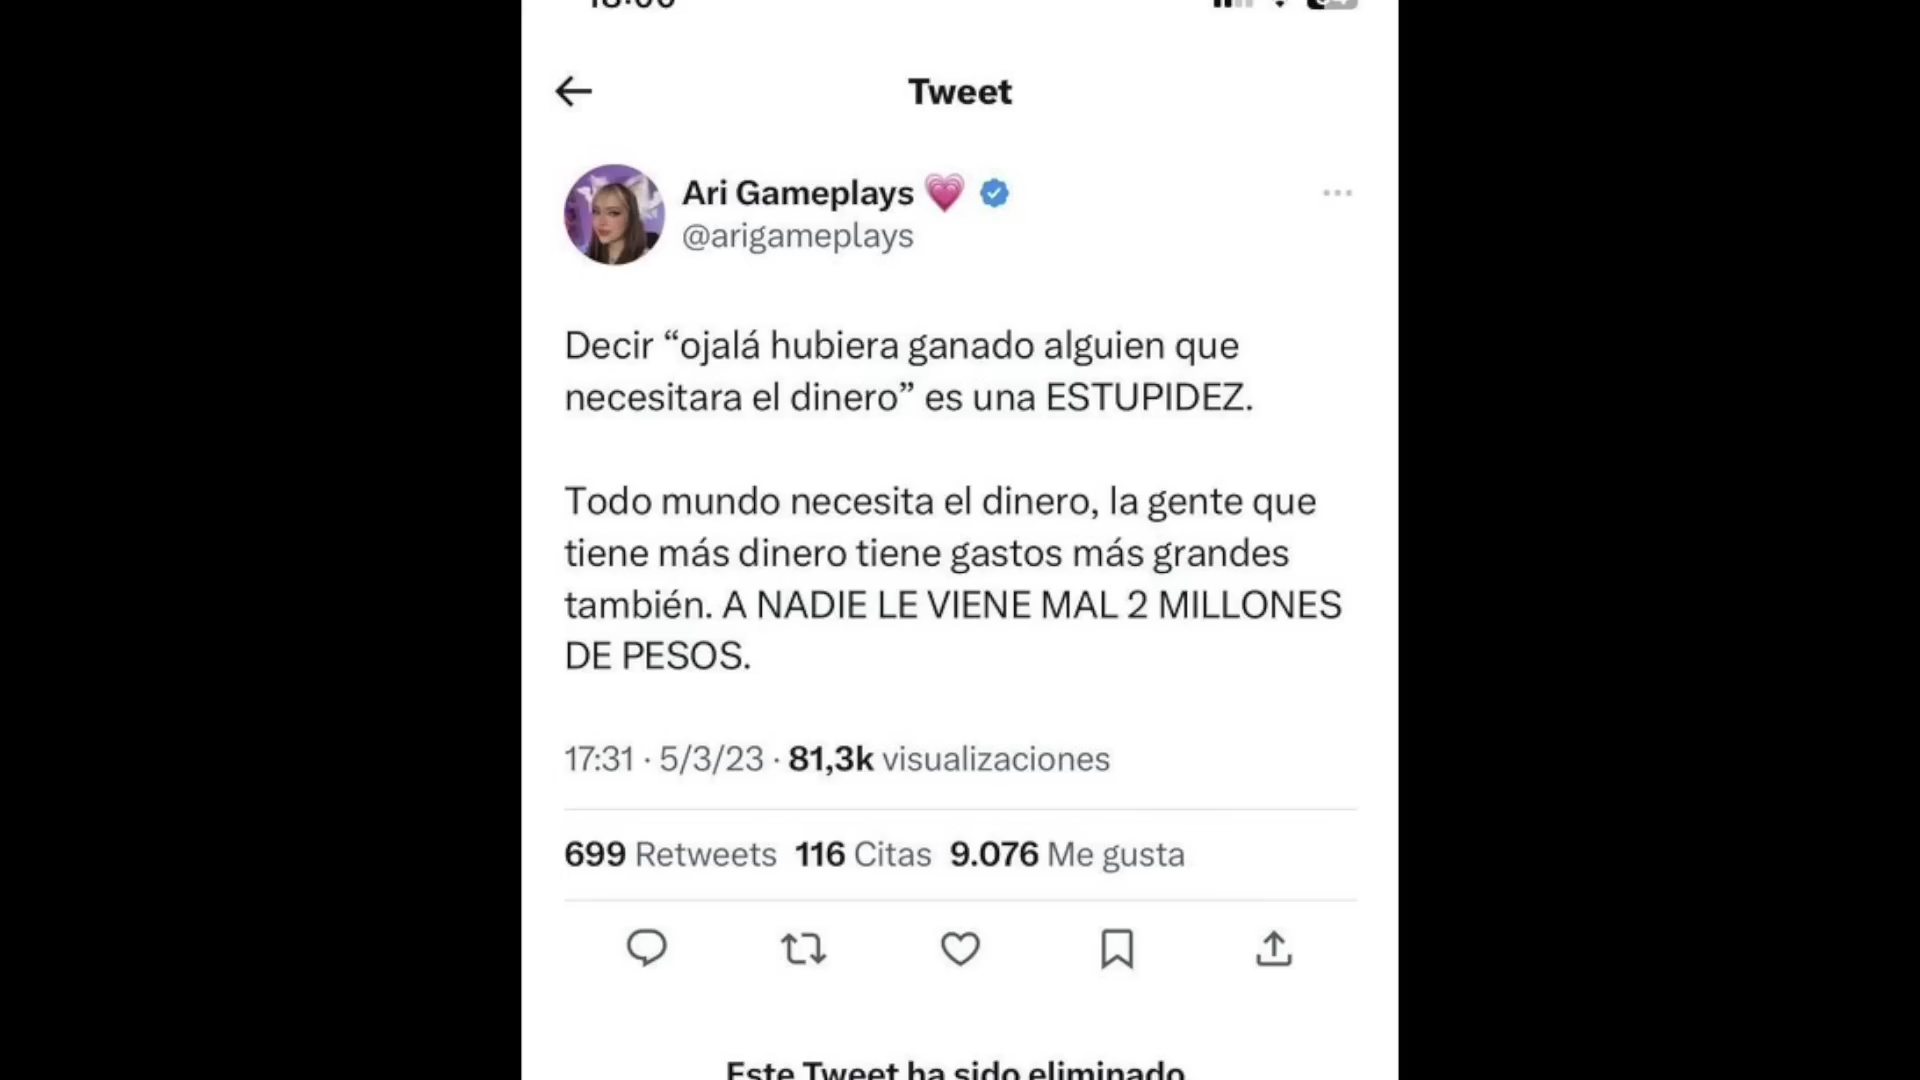 Tweet
Ari Gameplays 💗
@arigameplays
Decir “ojalá hubiera ganado alguien que
necesitara el dinero” es una ESTUPIDEZ.
Todo mundo necesita el dinero, la gente que
tiene más dinero tiene gastos más grandes
también. A NADIE LE VIENE MAL 2 MILLONES
DE PESOS.
17:31 · 5/3/23 · 81,3k visualizaciones
699 Retweets 116 Citas 9.076 Me gusta
Este Tweet ha sido eliminado